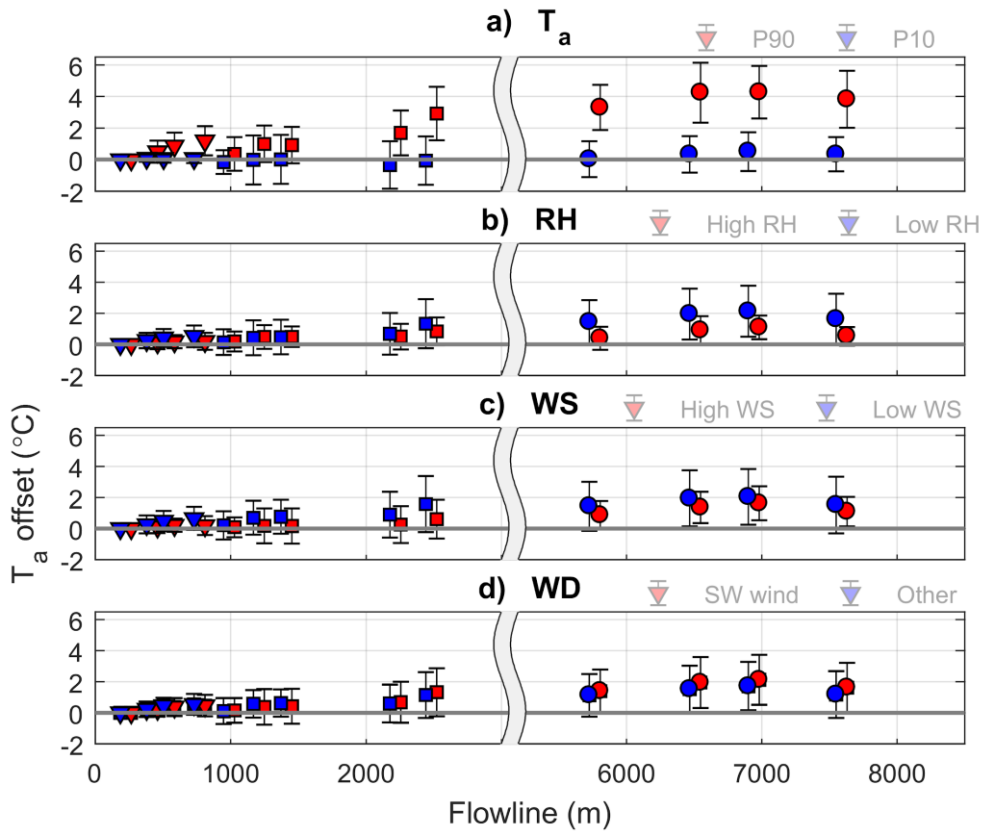 a) Tₐ
P90 P10
6
4
2
0
-2
b) RH
High RH Low RH
6
4
2
0
-2
c) WS
High WS Low WS
6
4
2
0
-2
d) WD
SW wind Other
6
4
2
0
-2
0 1000 2000 6000 7000 8000
Flowline (m)
Tₐ offset (°C)